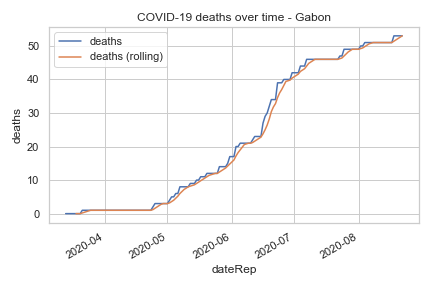 COVID-19 deaths over time - Gabon
deaths
deaths (rolling)
50
40
30
20
10
0
deaths
2020-04
2020-05
2020-06
2020-07
2020-08
dateRep